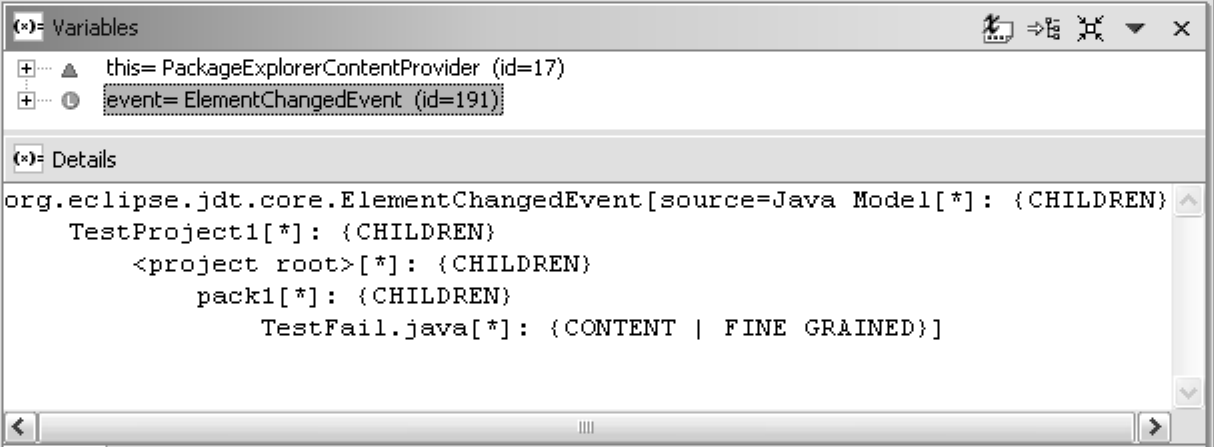 (x)= Variables
this= PackageExplorerContentProvider (id=17)
L event= ElementChangedEvent (id=191)
(x)= Details
org.eclipse.jdt.core.ElementChangedEvent[source=Java Model[*]: {CHILDREN}
TestProject1[*]: {CHILDREN}
<project root>[*]: {CHILDREN}
pack1[*]: {CHILDREN}
TestFail.java[*]: {CONTENT | FINE GRAINED}]